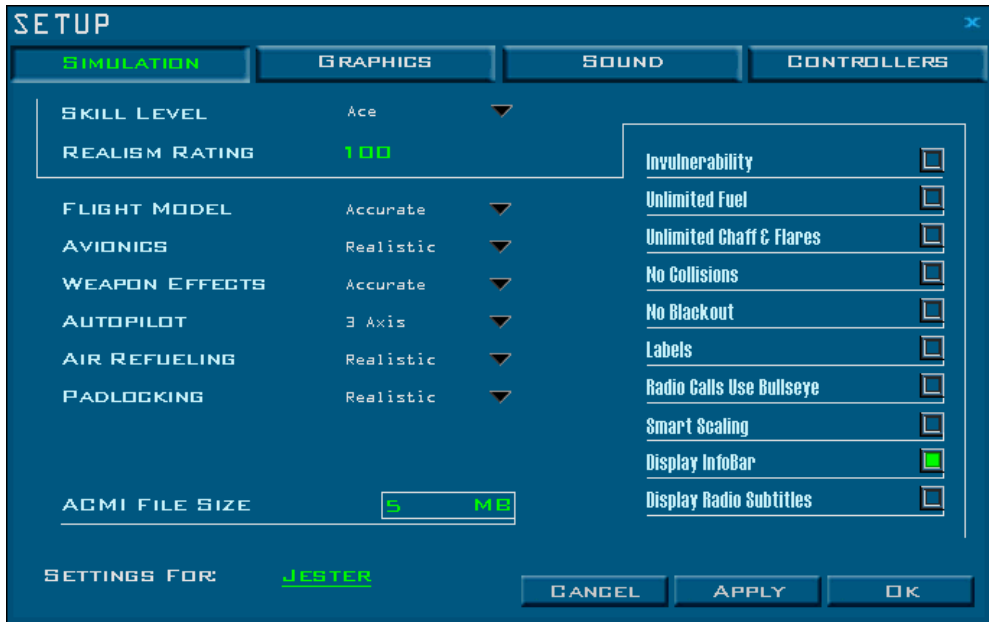 SETUP
x
SIMULATION GRAPHICS SOUND CONTROLLERS
SKILL LEVEL Ace
REALISM RATING 100
FLIGHT MODEL Accurate
AVIONICS Realistic
WEAPON EFFECTS Accurate
AUTOPILOT 3 Axis
AIR REFUELING Realistic
PADLOCKING Realistic
ACMI FILE SIZE 5 MB
Invulnerability
Unlimited Fuel
Unlimited Chaff & Flares
No Collisions
No Blackout
Labels
Radio Calls Use Bullseye
Smart Scaling
Display InfoBar
Display Radio Subtitles
SETTINGS FOR: JESTER
CANCEL APPLY OK